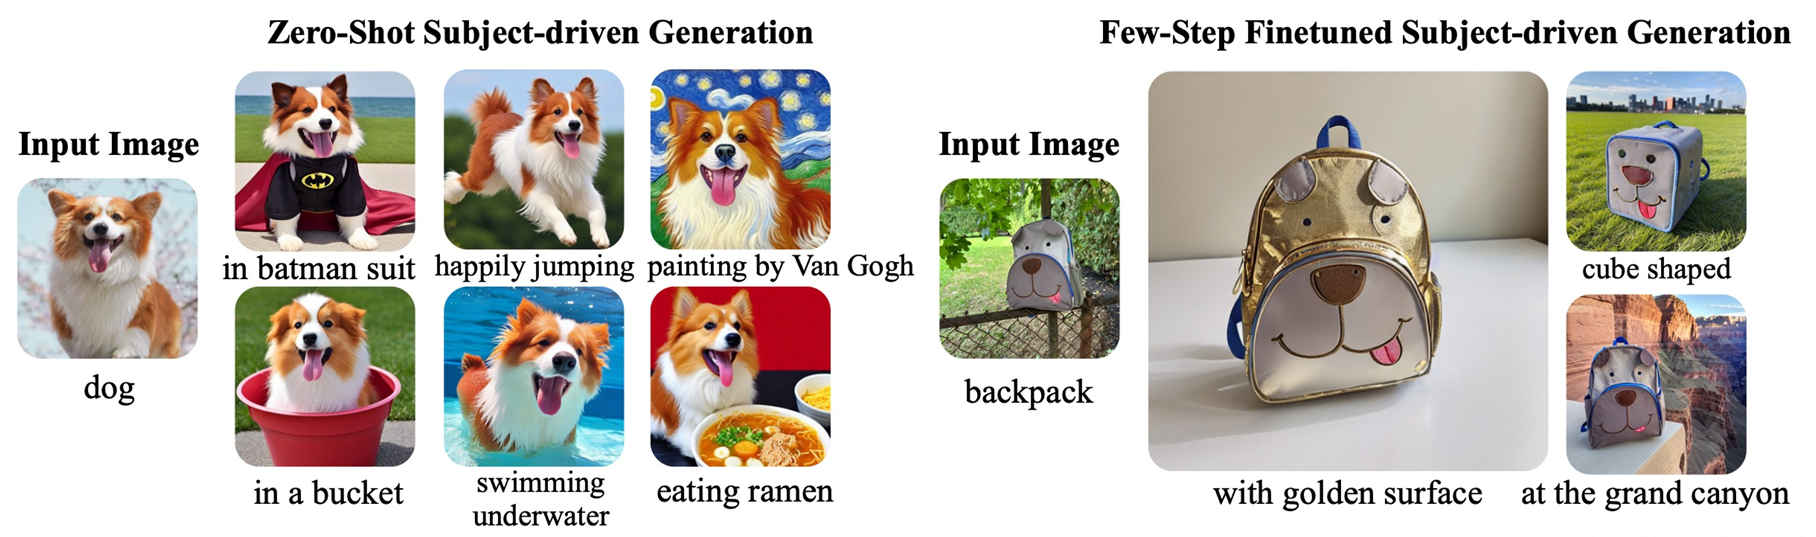 Zero-Shot Subject-driven Generation
Input Image
dog
in batman suit
happily jumping
painting by Van Gogh
in a bucket
swimming
underwater
eating ramen
Few-Step Finetuned Subject-driven Generation
Input Image
backpack
with golden surface
cube shaped
at the grand canyon